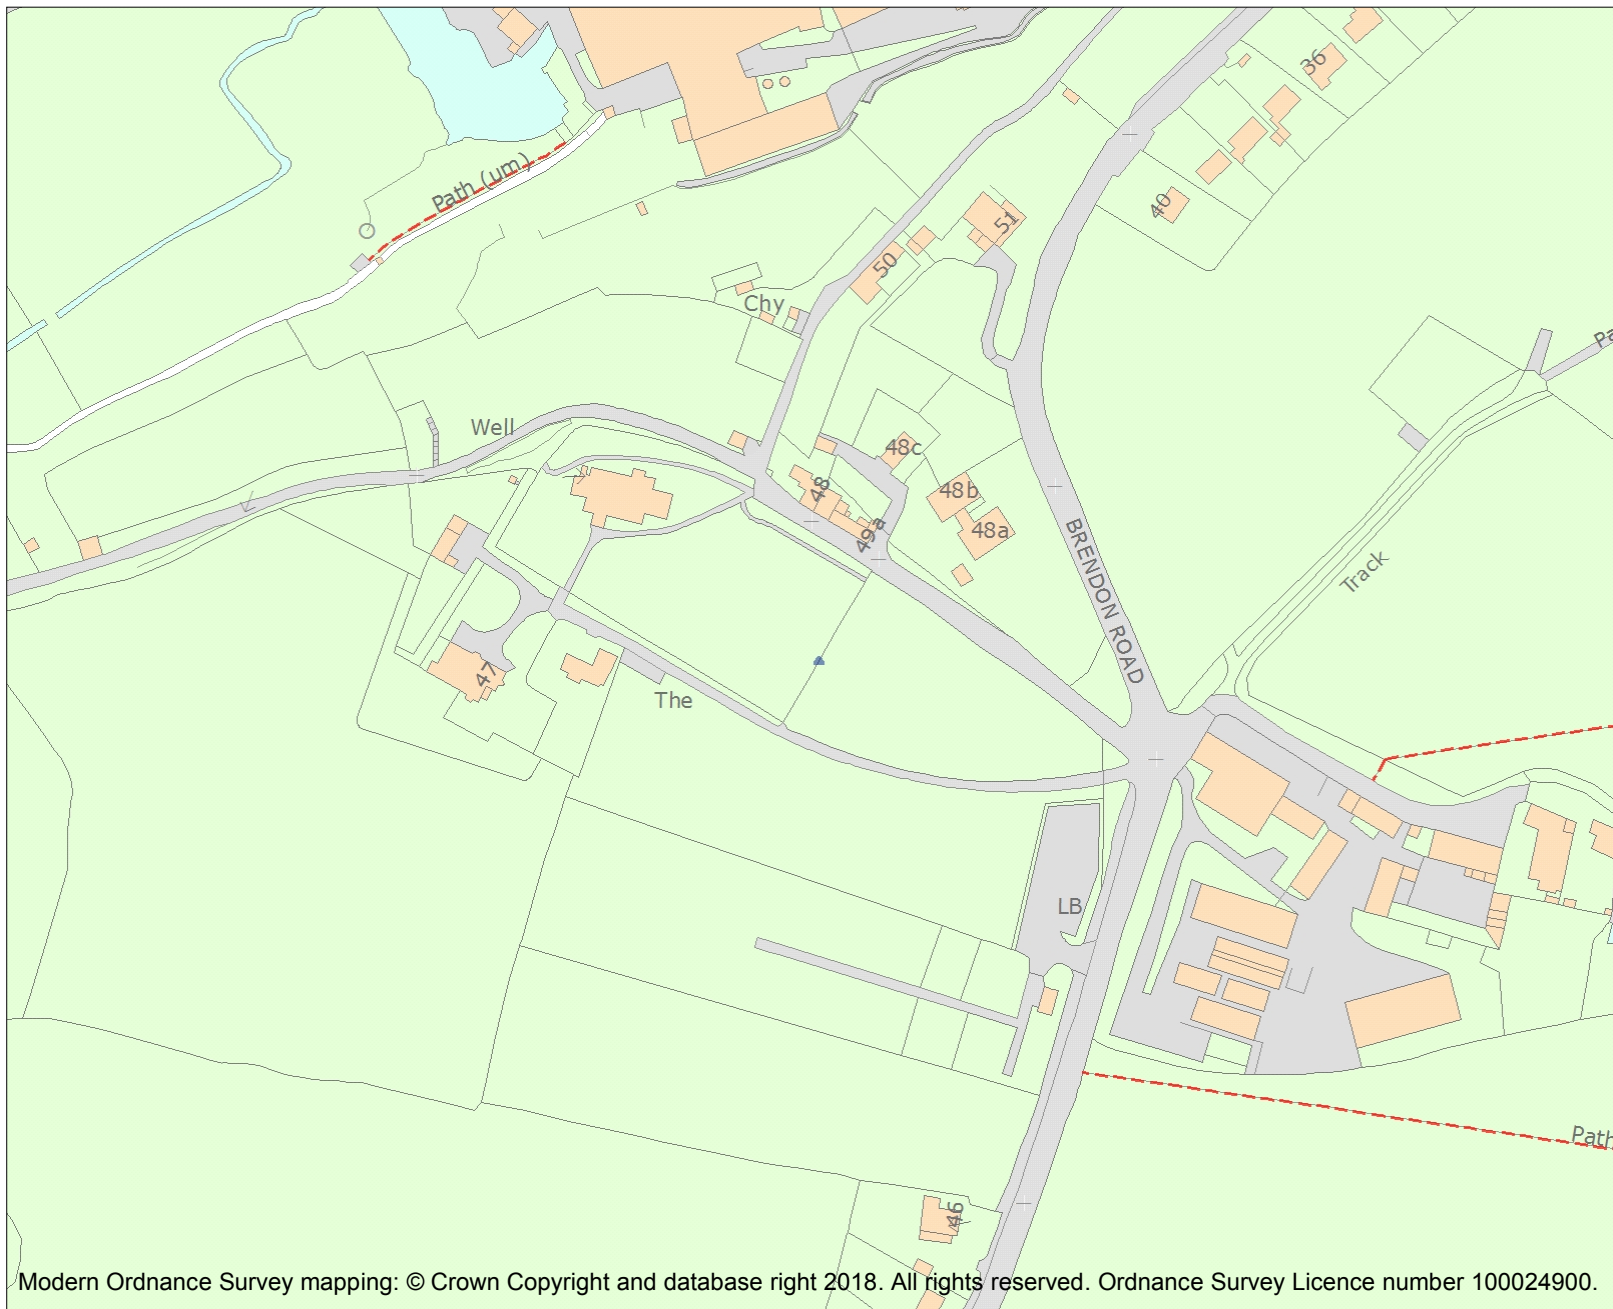 36
Path (um)
40
51
50
Chy
Pa
Well
48c
48
48b
49a
48a
BRENDON ROAD
Track
47
The
LB
Path
46
Modern Ordnance Survey mapping: © Crown Copyright and database right 2018. All rights reserved. Ordnance Survey Licence number 100024900.